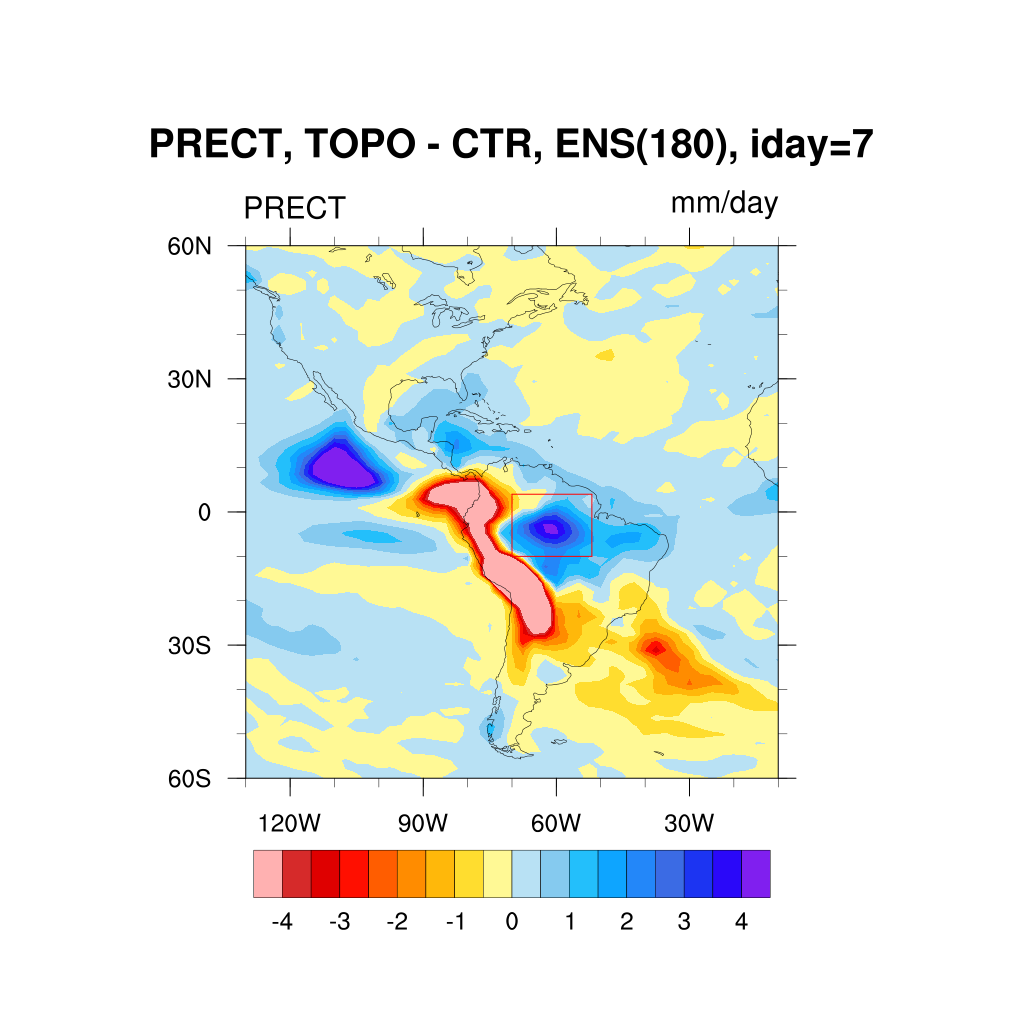 PRECT, TOPO - CTR, ENS(180), iday=7
PRECT mm/day
60N
30N
0
30S
60S
120W 90W 60W 30W
-4 -3 -2 -1 0 1 2 3 4